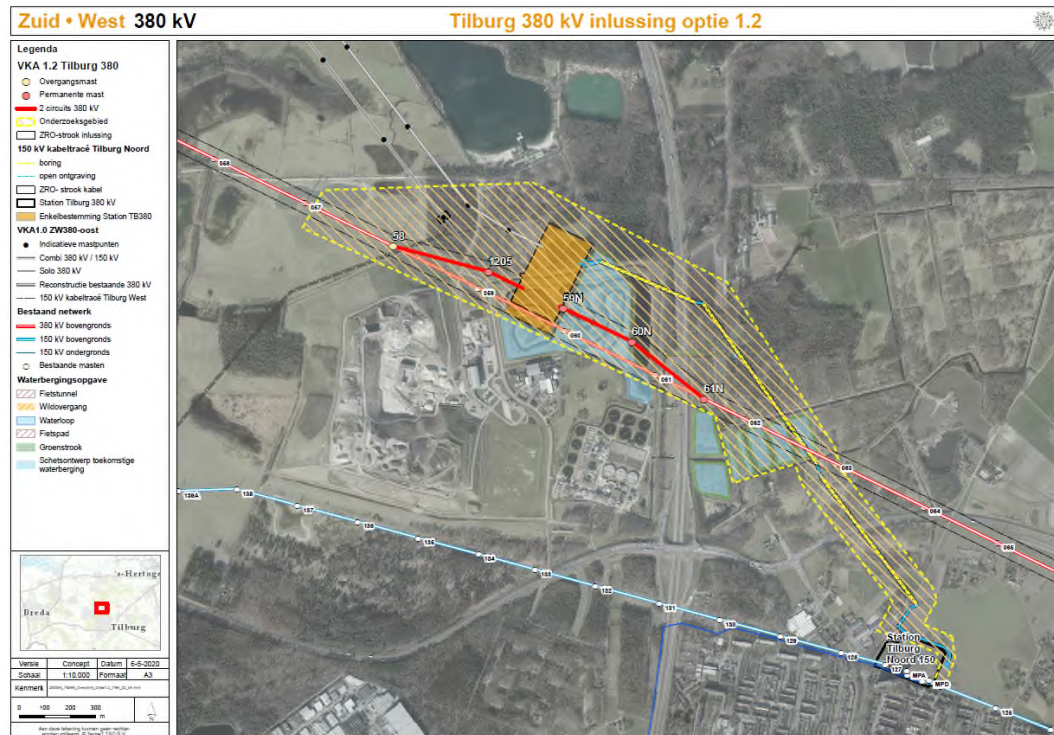 Zuid • West 380 kV
Tilburg 380 kV inlussing optie 1.2
Legenda
VKA 1.2 Tilburg 380
Overgangsmast
Permanente mast
2 circuits 380 kV
Onderzoeksgebied
ZRO-strook inlussing
150 kV kabeltracé Tilburg Noord
boring
open ontgraving
ZRO- strook kabel
Station Tilburg 380 kV
Enkelbestemming Station TB380
VKA1.0 ZW380-oost
Indicatieve mastpunten
Combi 380 kV / 150 kV
Solo 380 kV
Reconstructie bestaande 380 kV
150 kV kabeltracé Tilburg West
Bestaand netwerk
380 kV bovengronds
150 kV bovengronds
150 kV ondergronds
Bestaande masten
Waterbergingsopgave
Fietstunnel
Wildovergang
Waterloop
Fietspad
Groenstrook
Schetsontwerp toekomstige
waterberging
's-Hertoge
Breda
Tilburg
Versie Concept Datum 6-5-2020
Schaal 1:10.000 Formaat A3
Kenmerk
0 100 200 300
m
N
056
057
58
1205
059
59N
060
60N
061
61N
062
063
064
065
139A
138
137
136
135
134
133
132
131
130
129
128
127
MPA
MPD
125
Station
Tilburg
Noord 150